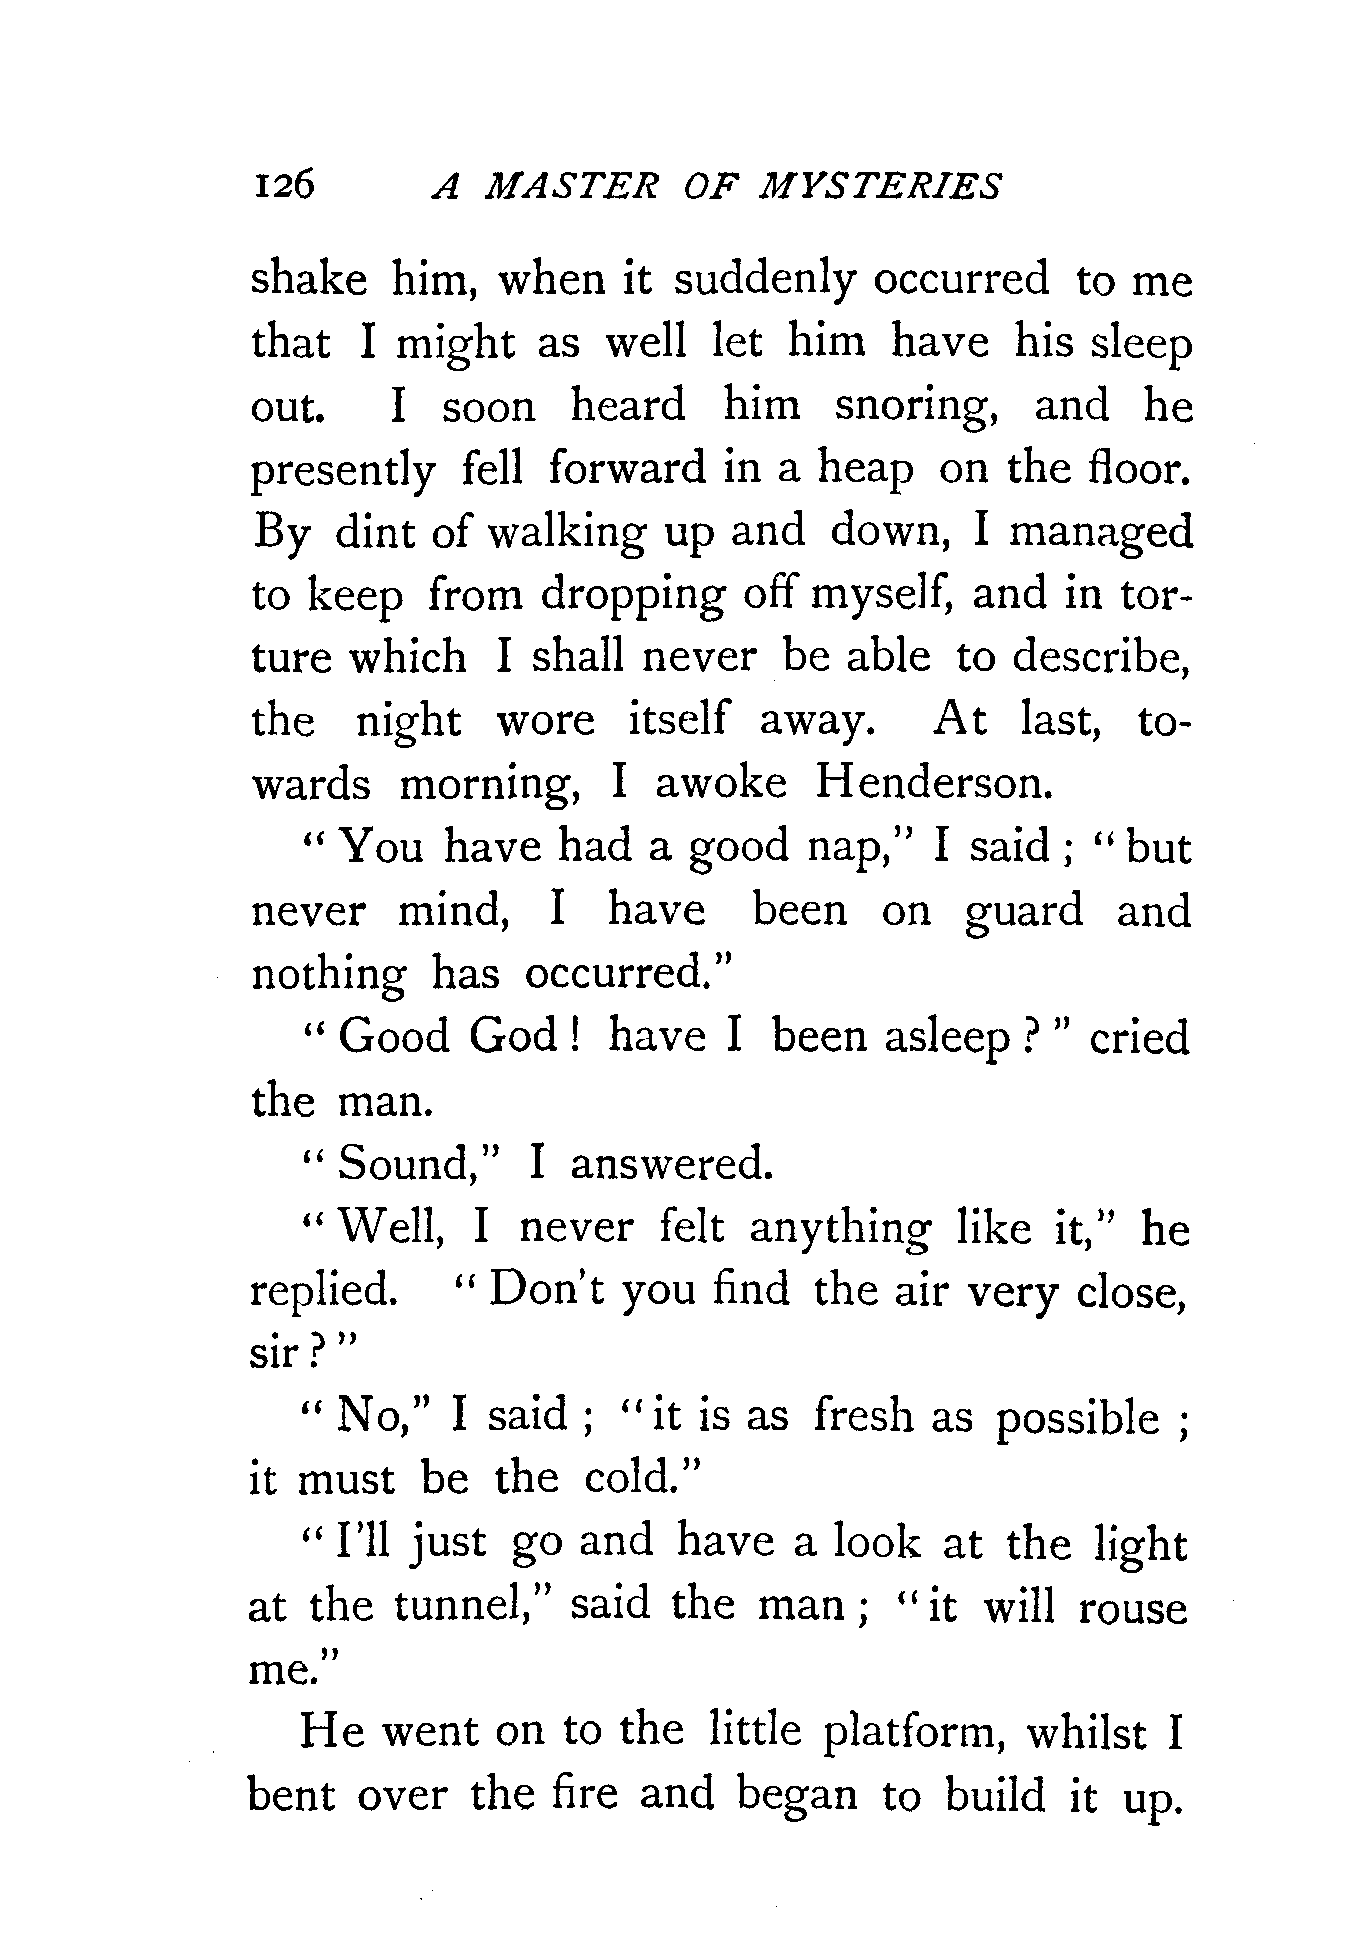 126 A MASTER OF MYSTERIES
shake him, when it suddenly occurred to me
that I might as well let him have his sleep
out. I soon heard him snoring, and he
presently fell forward in a heap on the floor.
By dint of walking up and down, I managed
to keep from dropping off myself, and in tor-
ture which I shall never be able to describe,
the night wore itself away. At last, to-
wards morning, I awoke Henderson.
" You have had a good nap," I said ; " but
never mind, I have been on guard and
nothing has occurred."
" Good God ! have I been asleep ? " cried
the man.
" Sound," I answered.
" Well, I never felt anything like it," he
replied. " Don't you find the air very close,
sir ? "
" No," I said ; " it is as fresh as possible ;
it must be the cold."
" I'll just go and have a look at the light
at the tunnel," said the man ; " it will rouse
me."
He went on to the little platform, whilst I
bent over the fire and began to build it up.